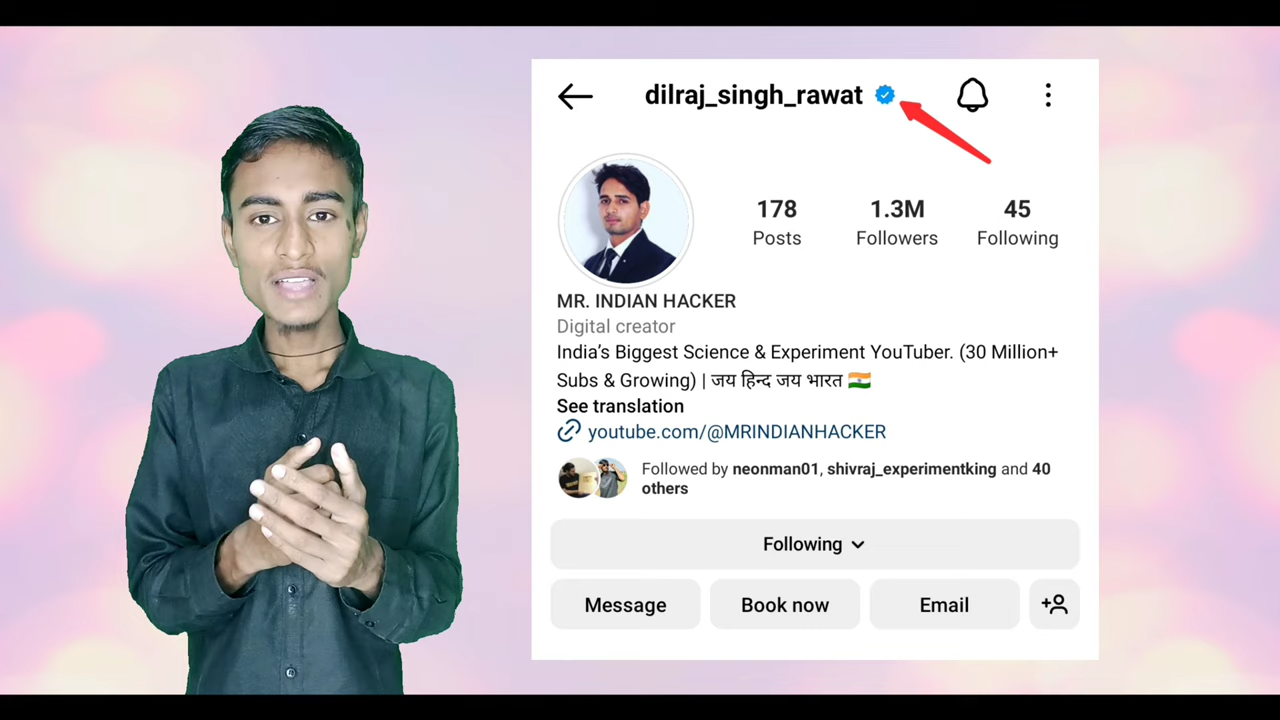 dilraj_singh_rawat
178
1.3M
45
Posts
Followers
Following
MR. INDIAN HACKER
Digital creator
India’s Biggest Science & Experiment YouTuber. (30 Million+
Subs & Growing) | जय हिन्द जय भारत 🇮🇳
See translation
youtube.com/@MRINDIANHACKER
Followed by neonman01, shivraj_experimentking and 40
others
Following
Message
Book now
Email